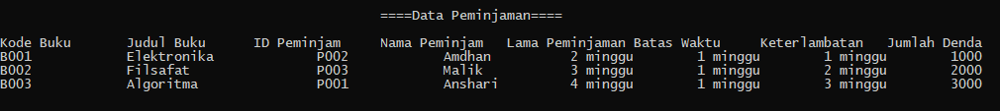 ====Data Peminjaman====
Kode Buku Judul Buku ID Peminjam Nama Peminjam Lama Peminjaman Batas Waktu Keterlambatan Jumlah Denda
B001 Elektronika P002 Amdhan 2 minggu 1 minggu 1 minggu 1000
B002 Filsafat P003 Malik 3 minggu 1 minggu 2 minggu 2000
B003 Algoritma P001 Anshari 4 minggu 1 minggu 3 minggu 3000